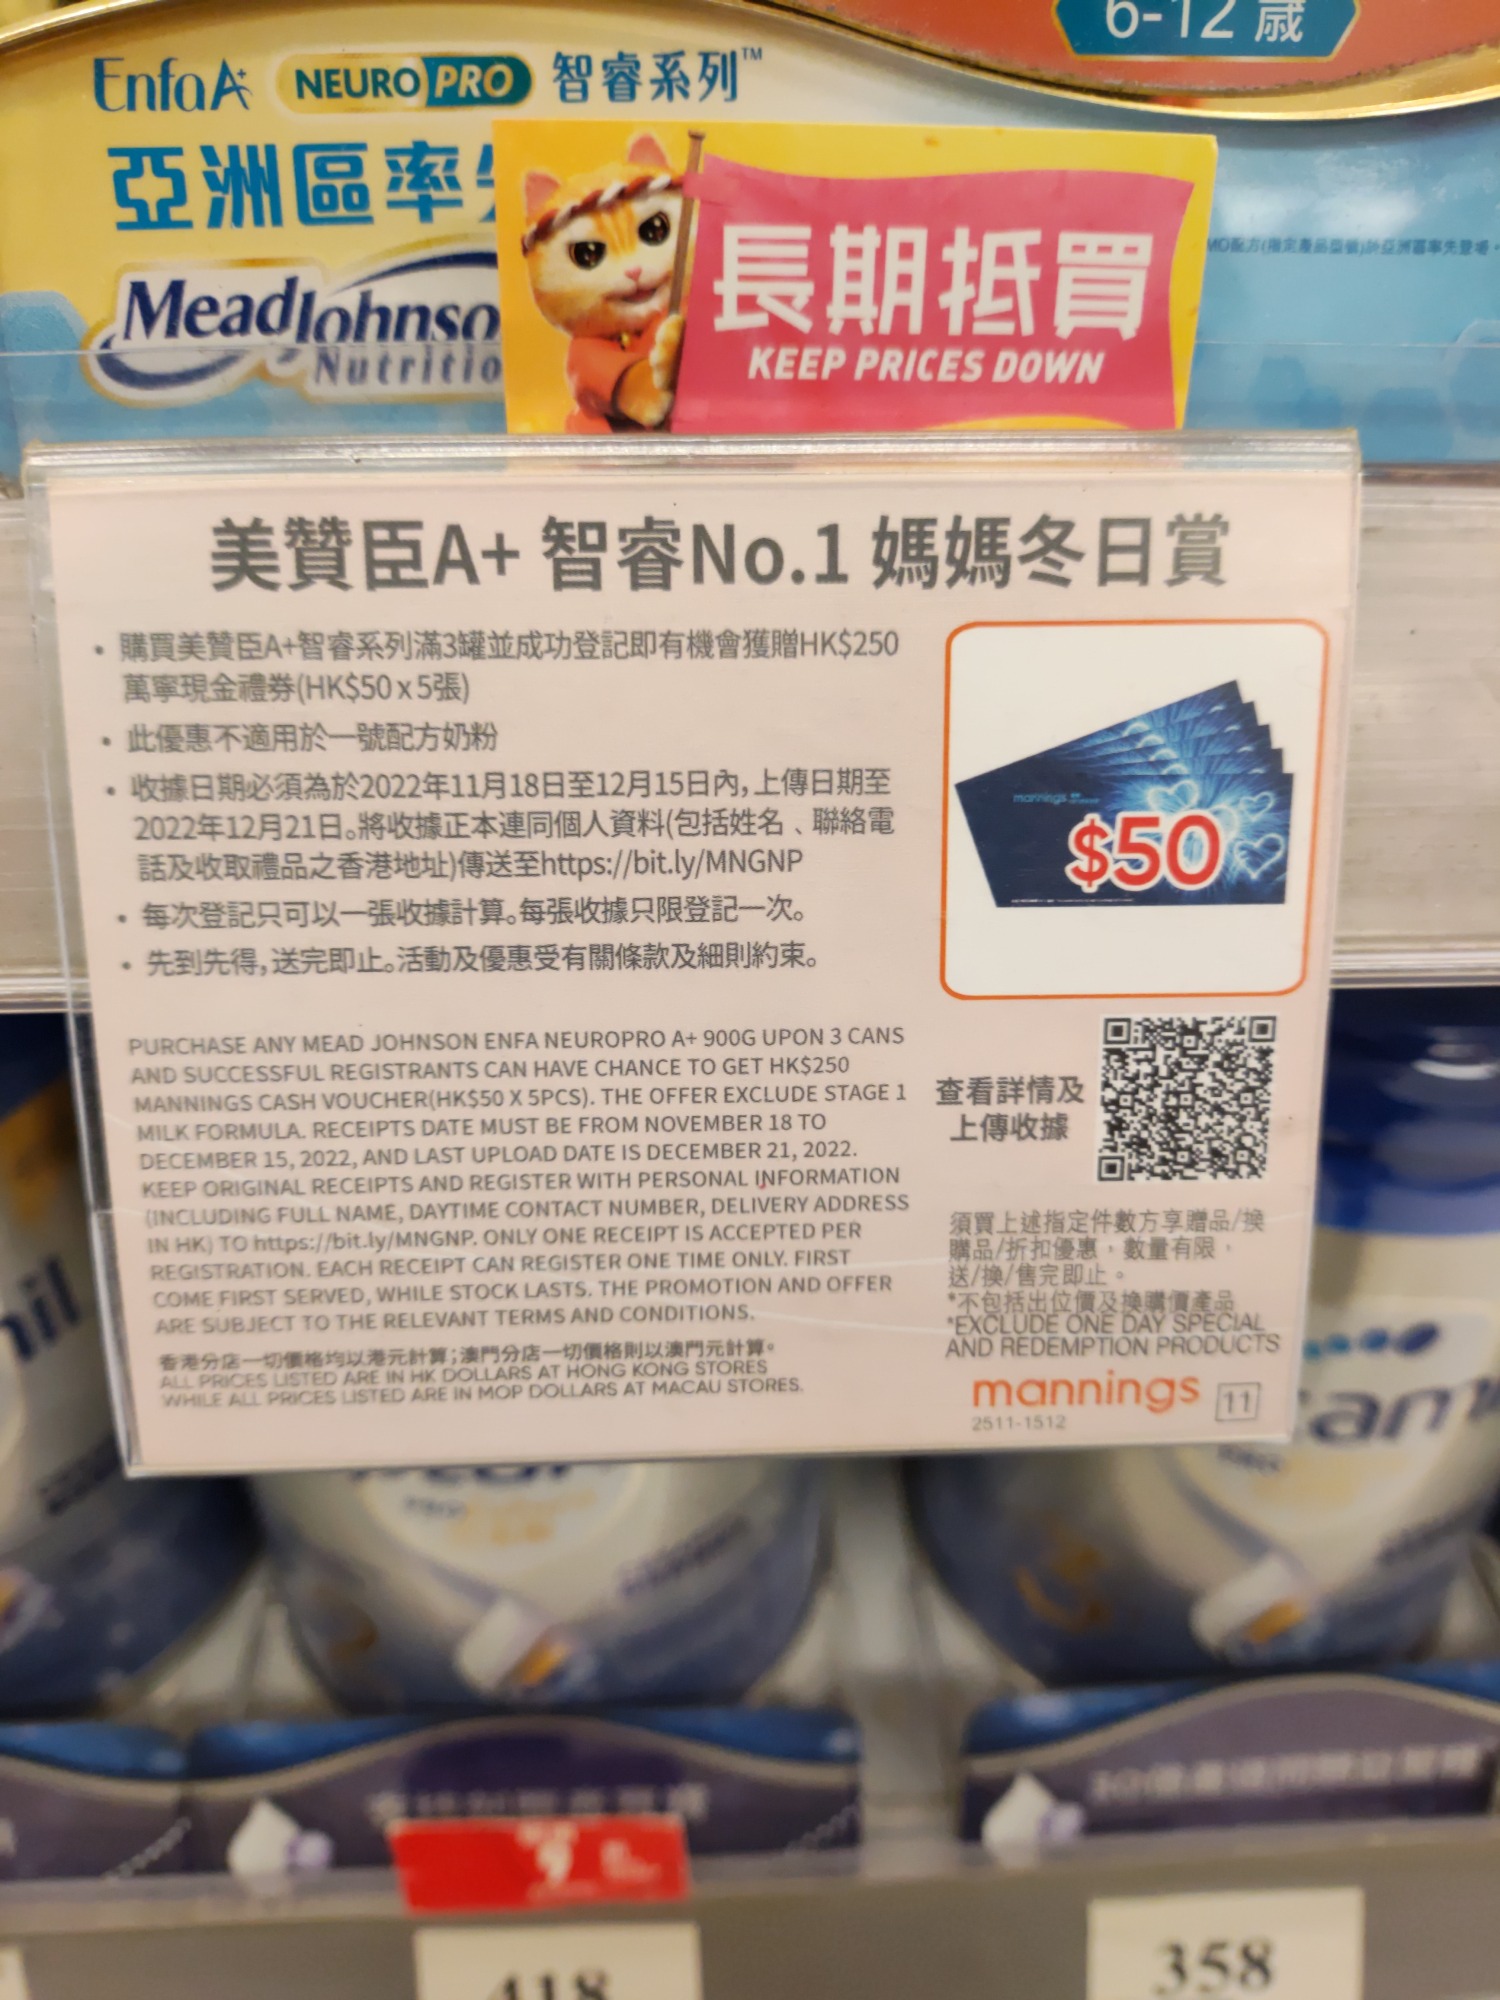 6-12 歲
EnfaA+ NEURO PRO 智睿系列™
亞洲區率
長期抵買
KEEP PRICES DOWN
MeadJohnso
Nutritio
美贊臣A+ 智睿No.1 媽媽冬日賞
• 購買美贊臣A+智睿系列滿3罐並成功登記即有機會獲贈HK$250
萬寧現金禮券(HK$50 x 5張)
• 此優惠不適用於一號配方奶粉
• 收據日期必須為於2022年11月18日至12月15日內,上傳日期至
2022年12月21日。將收據正本連同個人資料(包括姓名、聯絡電
話及收取禮品之香港地址)傳送至https://bit.ly/MNGNP
• 每次登記只可以一張收據計算。每張收據只限登記一次。
• 先到先得,送完即止。活動及優惠受有關條款及細則約束。
mannings
$50
PURCHASE ANY MEAD JOHNSON ENFA NEUROPRO A+ 900G UPON 3 CANS
AND SUCCESSFUL REGISTRANTS CAN HAVE CHANCE TO GET HK$250
MANNINGS CASH VOUCHER(HK$50 X 5PCS). THE OFFER EXCLUDE STAGE 1
MILK FORMULA. RECEIPTS DATE MUST BE FROM NOVEMBER 18 TO
DECEMBER 15, 2022, AND LAST UPLOAD DATE IS DECEMBER 21, 2022.
KEEP ORIGINAL RECEIPTS AND REGISTER WITH PERSONAL INFORMATION
(INCLUDING FULL NAME, DAYTIME CONTACT NUMBER, DELIVERY ADDRESS
IN HK) TO https://bit.ly/MNGNP. ONLY ONE RECEIPT IS ACCEPTED PER
REGISTRATION. EACH RECEIPT CAN REGISTER ONE TIME ONLY. FIRST
COME FIRST SERVED, WHILE STOCK LASTS. THE PROMOTION AND OFFER
ARE SUBJECT TO THE RELEVANT TERMS AND CONDITIONS.
香港分店一切價格均以港元計算;澳門分店一切價格則以澳門元計算。
ALL PRICES LISTED ARE IN HK DOLLARS AT HONG KONG STORES
WHILE ALL PRICES LISTED ARE IN MOP DOLLARS AT MACAU STORES.
查看詳情及
上傳收據
須買上述指定件數方享贈品/換
購品/折扣優惠,數量有限,
送/換/售完即止。
*不包括出位價及換購價產品
*EXCLUDE ONE DAY SPECIAL
AND REDEMPTION PRODUCTS
mannings 11
2511-1512
418
358